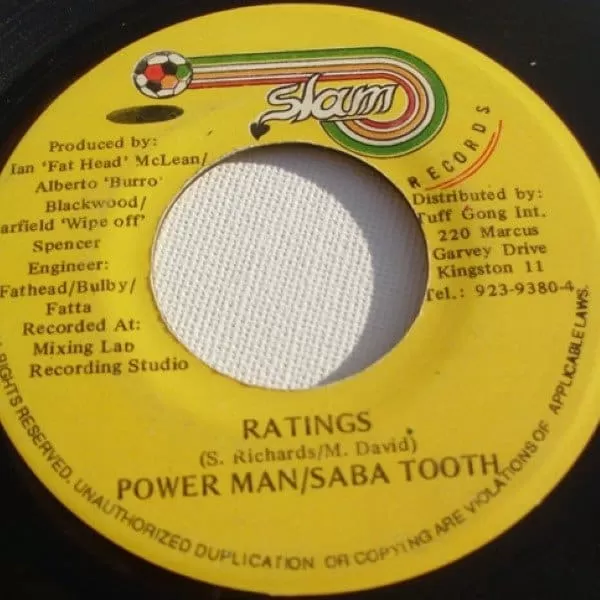 slam
RECORDS
Produced by:
Ian 'Fat Head' McLean/
Alberto 'Burro'
Blackwood/
arfield 'Wipe off'
Spencer
Engineer:
Fathead/Bulby/
Fatta
Recorded At:
Mixing Lab
Recording Studio
Distributed by:
Tuff Gong Int.
220 Marcus
Garvey Drive
Kingston 11
Tel.: 923-9380-4
RATINGS
(S. Richards/M. David)
POWER MAN/SABA TOOTH
RIGHTS RESERVED. UNAUTHORIZED DUPLICATION OR COPYING ARE VIOLATIONS OF APPLICABLE LAWS.